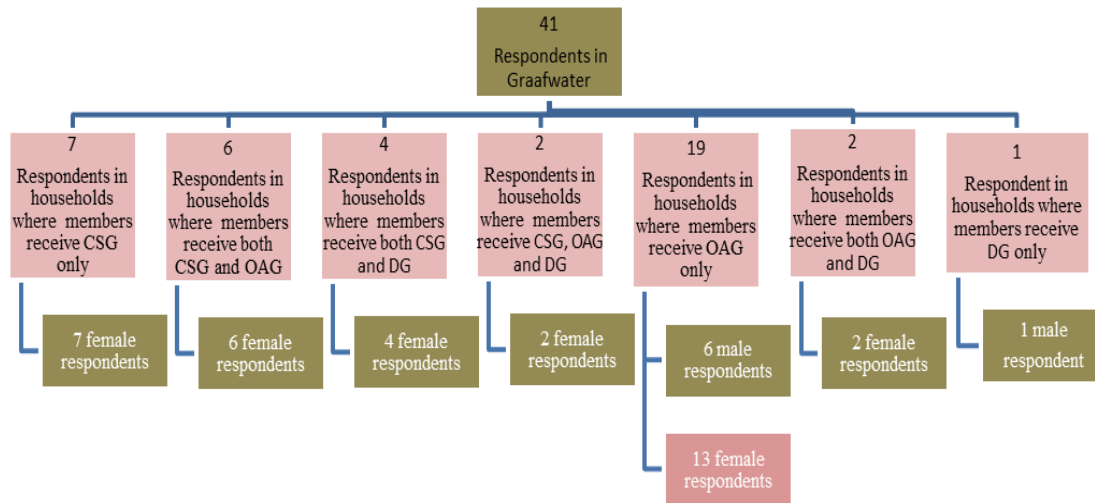 41
Respondents in
Graafwater
7
Respondents in
households
where members
receive CSG
only
6
Respondents in
households
where members
receive both
CSG and OAG
4
Respondents in
households
where members
receive both CSG
and DG
2
Respondents in
households
where members
receive CSG, OAG
and DG
19
Respondents in
households
where members
receive OAG
only
2
Respondents in
households
where members
receive both OAG
and DG
1
Respondent in
households where
members receive
DG only
7 female
respondents
6 female
respondents
4 female
respondents
2 female
respondents
6 male
respondents
2 female
respondents
1 male
respondent
13 female
respondents